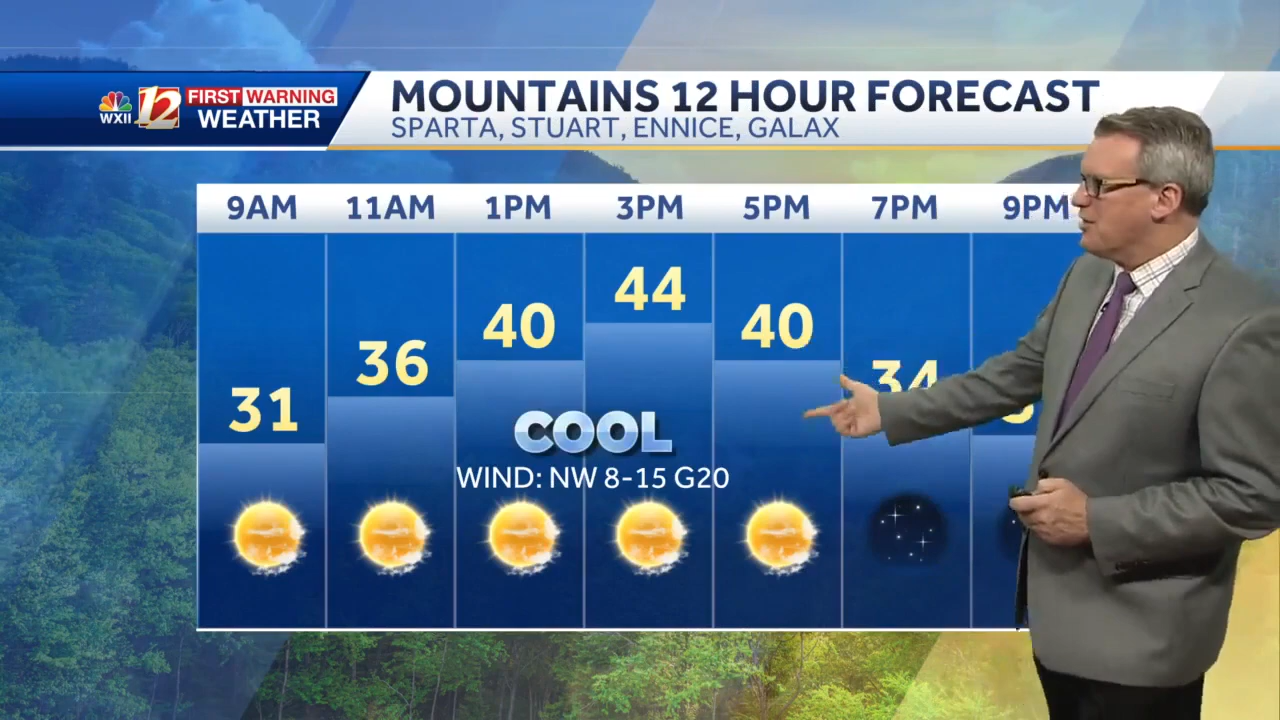 WXII 12 FIRST WARNING
WEATHER
MOUNTAINS 12 HOUR FORECAST
SPARTA, STUART, ENNICE, GALAX
9AM 11AM 1PM 3PM 5PM 7PM 9PM
31 36 40 44 40 34
COOL
WIND: NW 8-15 G20